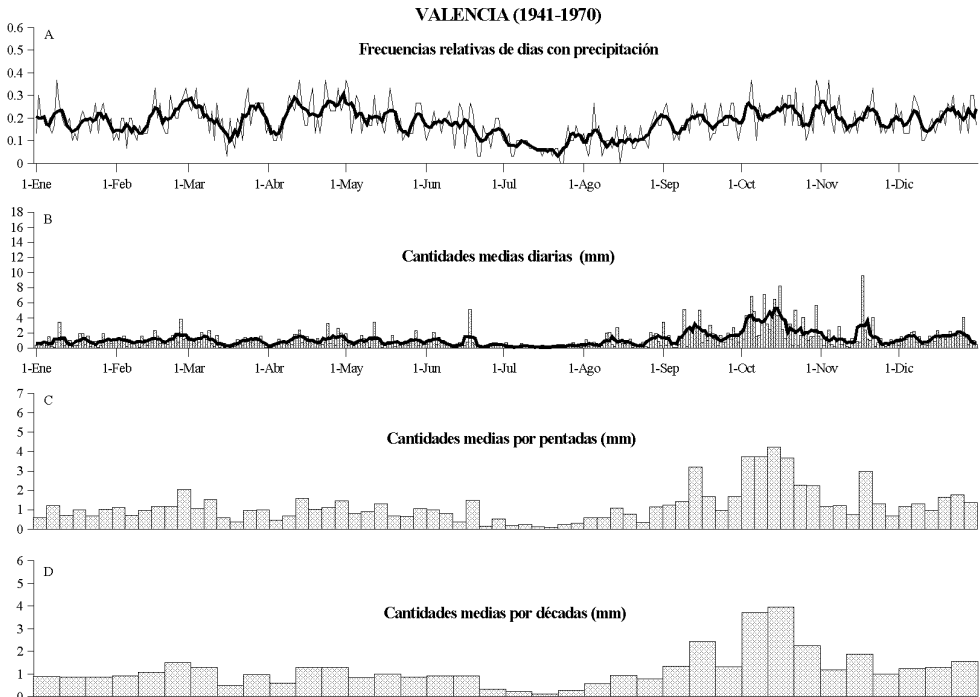 VALENCIA (1941-1970)
A
Frecuencias relativas de dias con precipitación
0.6
0.5
0.4
0.3
0.2
0.1
0
1-Ene 1-Feb 1-Mar 1-Abr 1-May 1-Jun 1-Jul 1-Ago 1-Sep 1-Oct 1-Nov 1-Dic
B
Cantidades medias diarias (mm)
18
16
14
12
10
8
6
4
2
0
1-Ene 1-Feb 1-Mar 1-Abr 1-May 1-Jun 1-Jul 1-Ago 1-Sep 1-Oct 1-Nov 1-Dic
C
Cantidades medias por pentadas (mm)
7
6
5
4
3
2
1
0
D
Cantidades medias por décadas (mm)
6
5
4
3
2
1
0